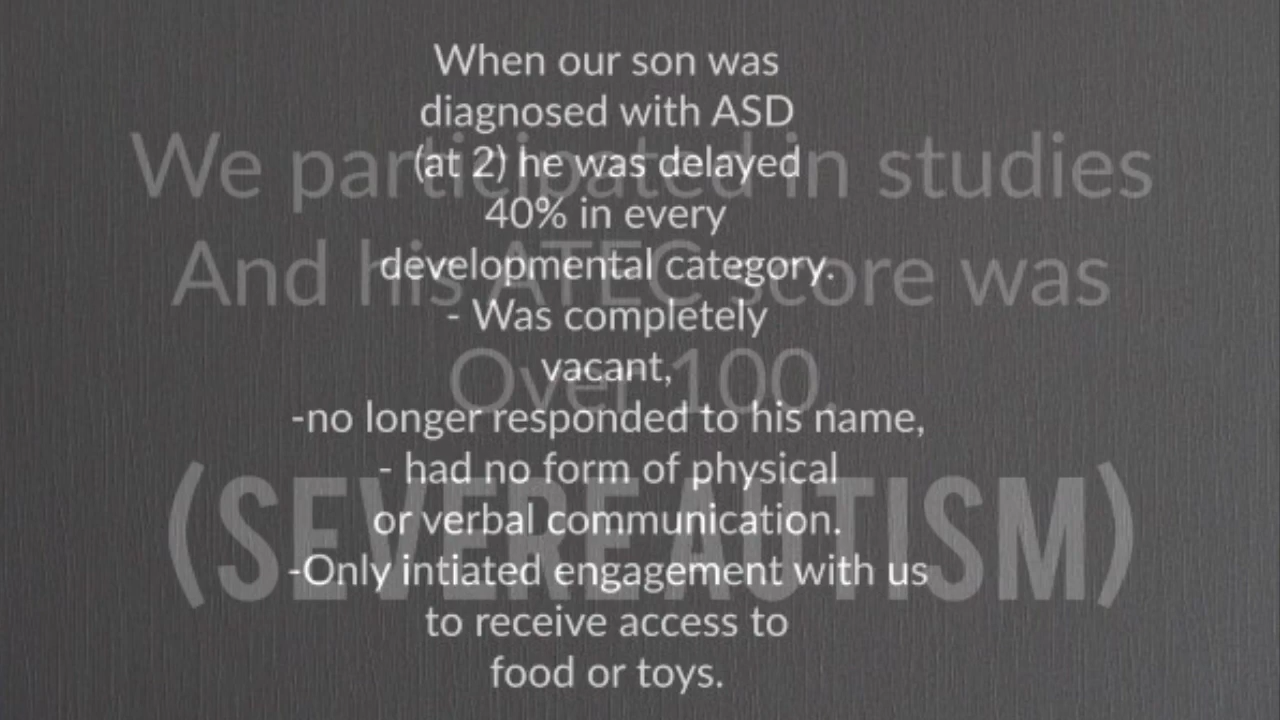 When our son was
diagnosed with ASD
(at 2) he was delayed
40% in every
developmental category.
- Was completely
vacant,
-no longer responded to his name,
- had no form of physical
or verbal communication.
-Only intiated engagement with us
to receive access to
food or toys.
We participated in studies
And his ATEC score was
Over 100.
(SEVERE AUTISM)